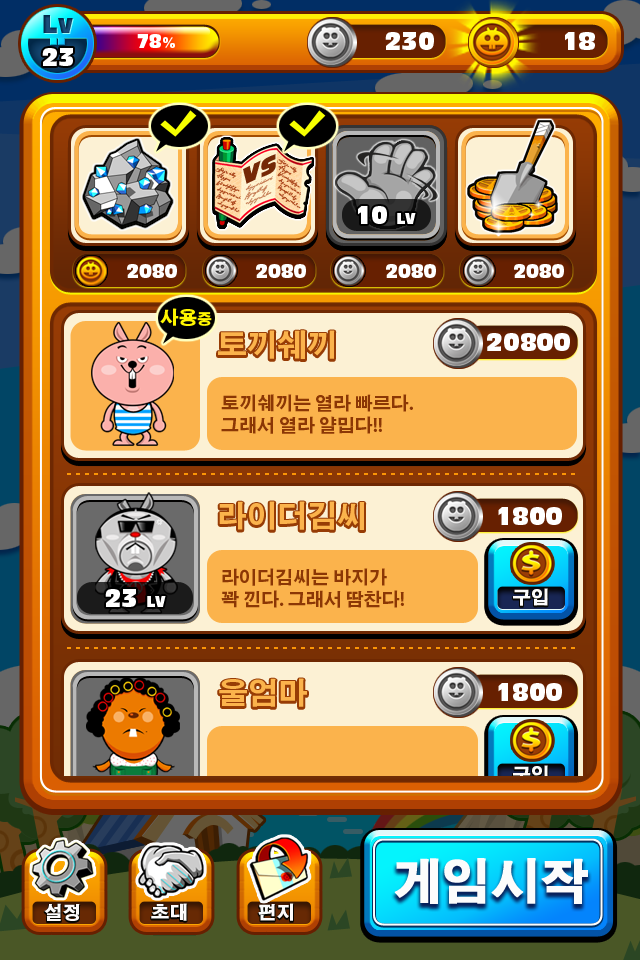 Lv
23
78%
230
18
VS
10 LV
2080
2080
2080
2080
사용중
토끼쉐끼
20800
토끼쉐끼는 열라 빠르다.
그래서 열라 얄밉다!!
라이더김씨
1800
23 LV
라이더김씨는 바지가
꽉 낀다. 그래서 땀찬다!
$
구입
울엄마
1800
$
구입
설정
초대
편지
게임시작